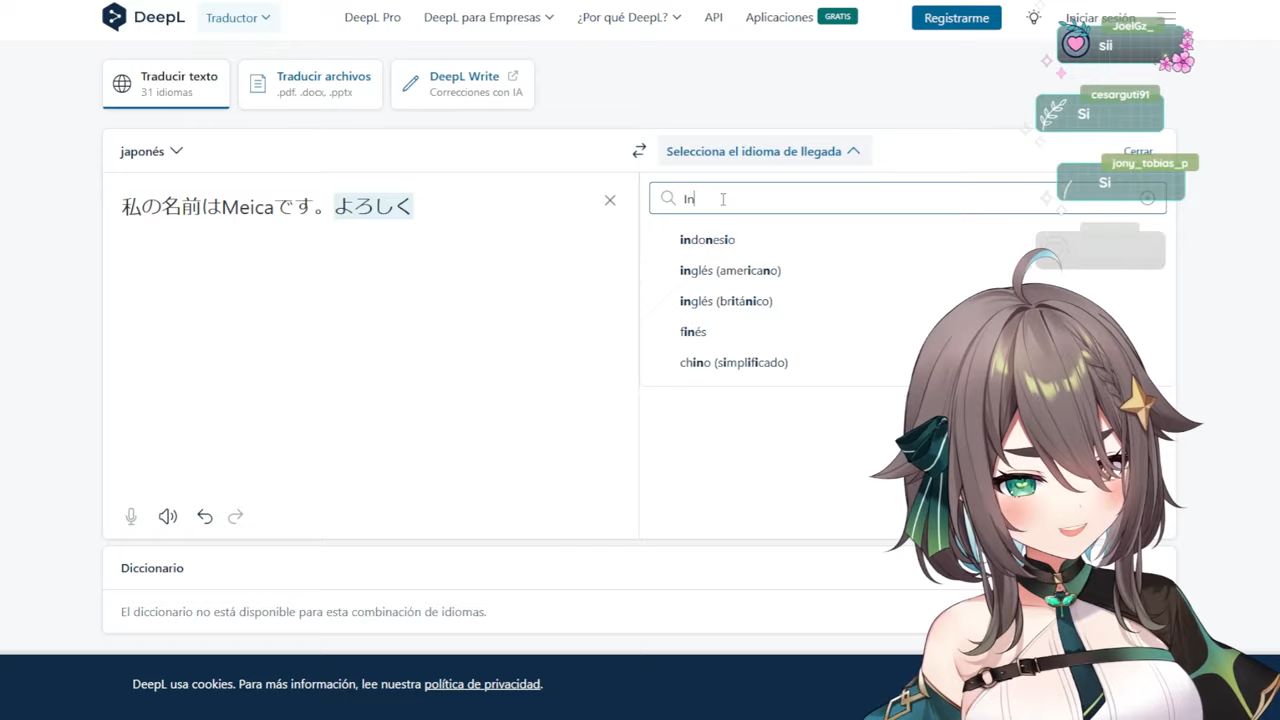 DeepL
Traductor
DeepL Pro
DeepL para Empresas
¿Por qué DeepL?
API
Aplicaciones
GRATIS
Registrarme
Iniciar sesión
JoelGz_
sii
Traducir texto
31 idiomas
Traducir archivos
.pdf, .docx, .pptx
DeepL Write
Corrections con IA
cesarguti91
Si
japonés
Selecciona el idioma de llegada
Cerrar
jony_tobias_p
Si
私の名前はMeicaです。よろしく
In
indonesio
inglés (americano)
inglés (británico)
finés
chino (simplificado)
Diccionario
El diccionario no está disponible para esta combinación de idiomas.
DeepL usa cookies. Para más información, lee nuestra política de privacidad.